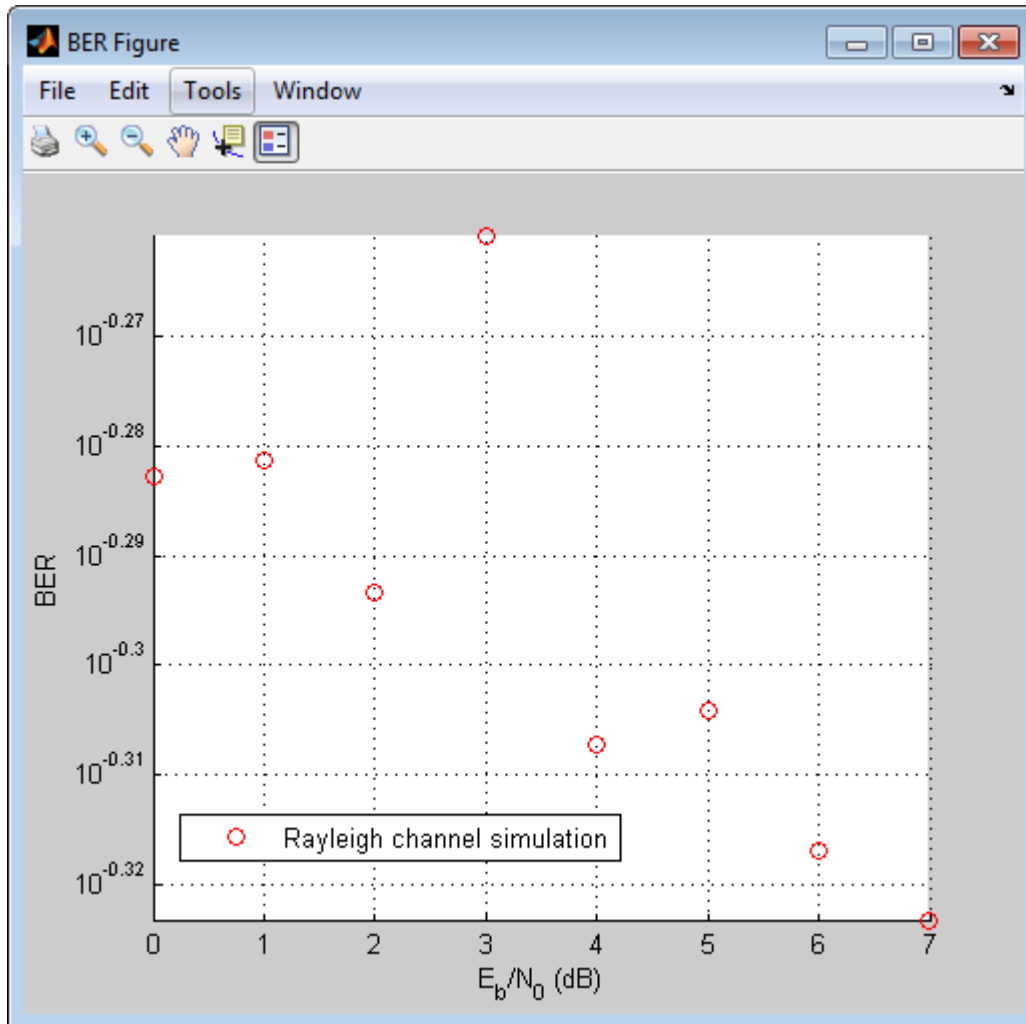 BER Figure
File Edit Tools Window
10^-0.27
10^-0.28
10^-0.29
10^-0.3
10^-0.31
10^-0.32
BER
Rayleigh channel simulation
0 1 2 3 4 5 6 7
E_b/N_0 (dB)